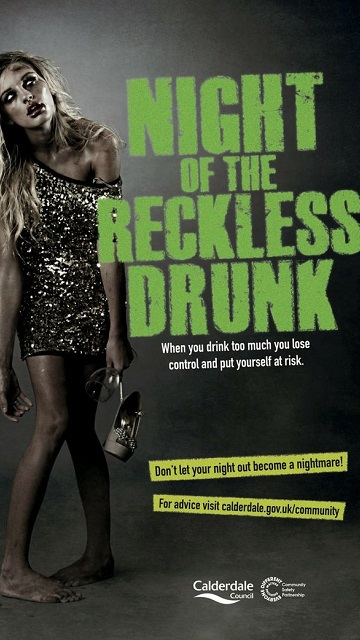 NIGHT
OF THE
RECKLESS
DRUNK
When you drink too much you lose
control and put yourself at risk.
Don't let your night out become a nightmare!
For advice visit calderdale.gov.uk/community
Calderdale
Council
Community
Safety
Partnership